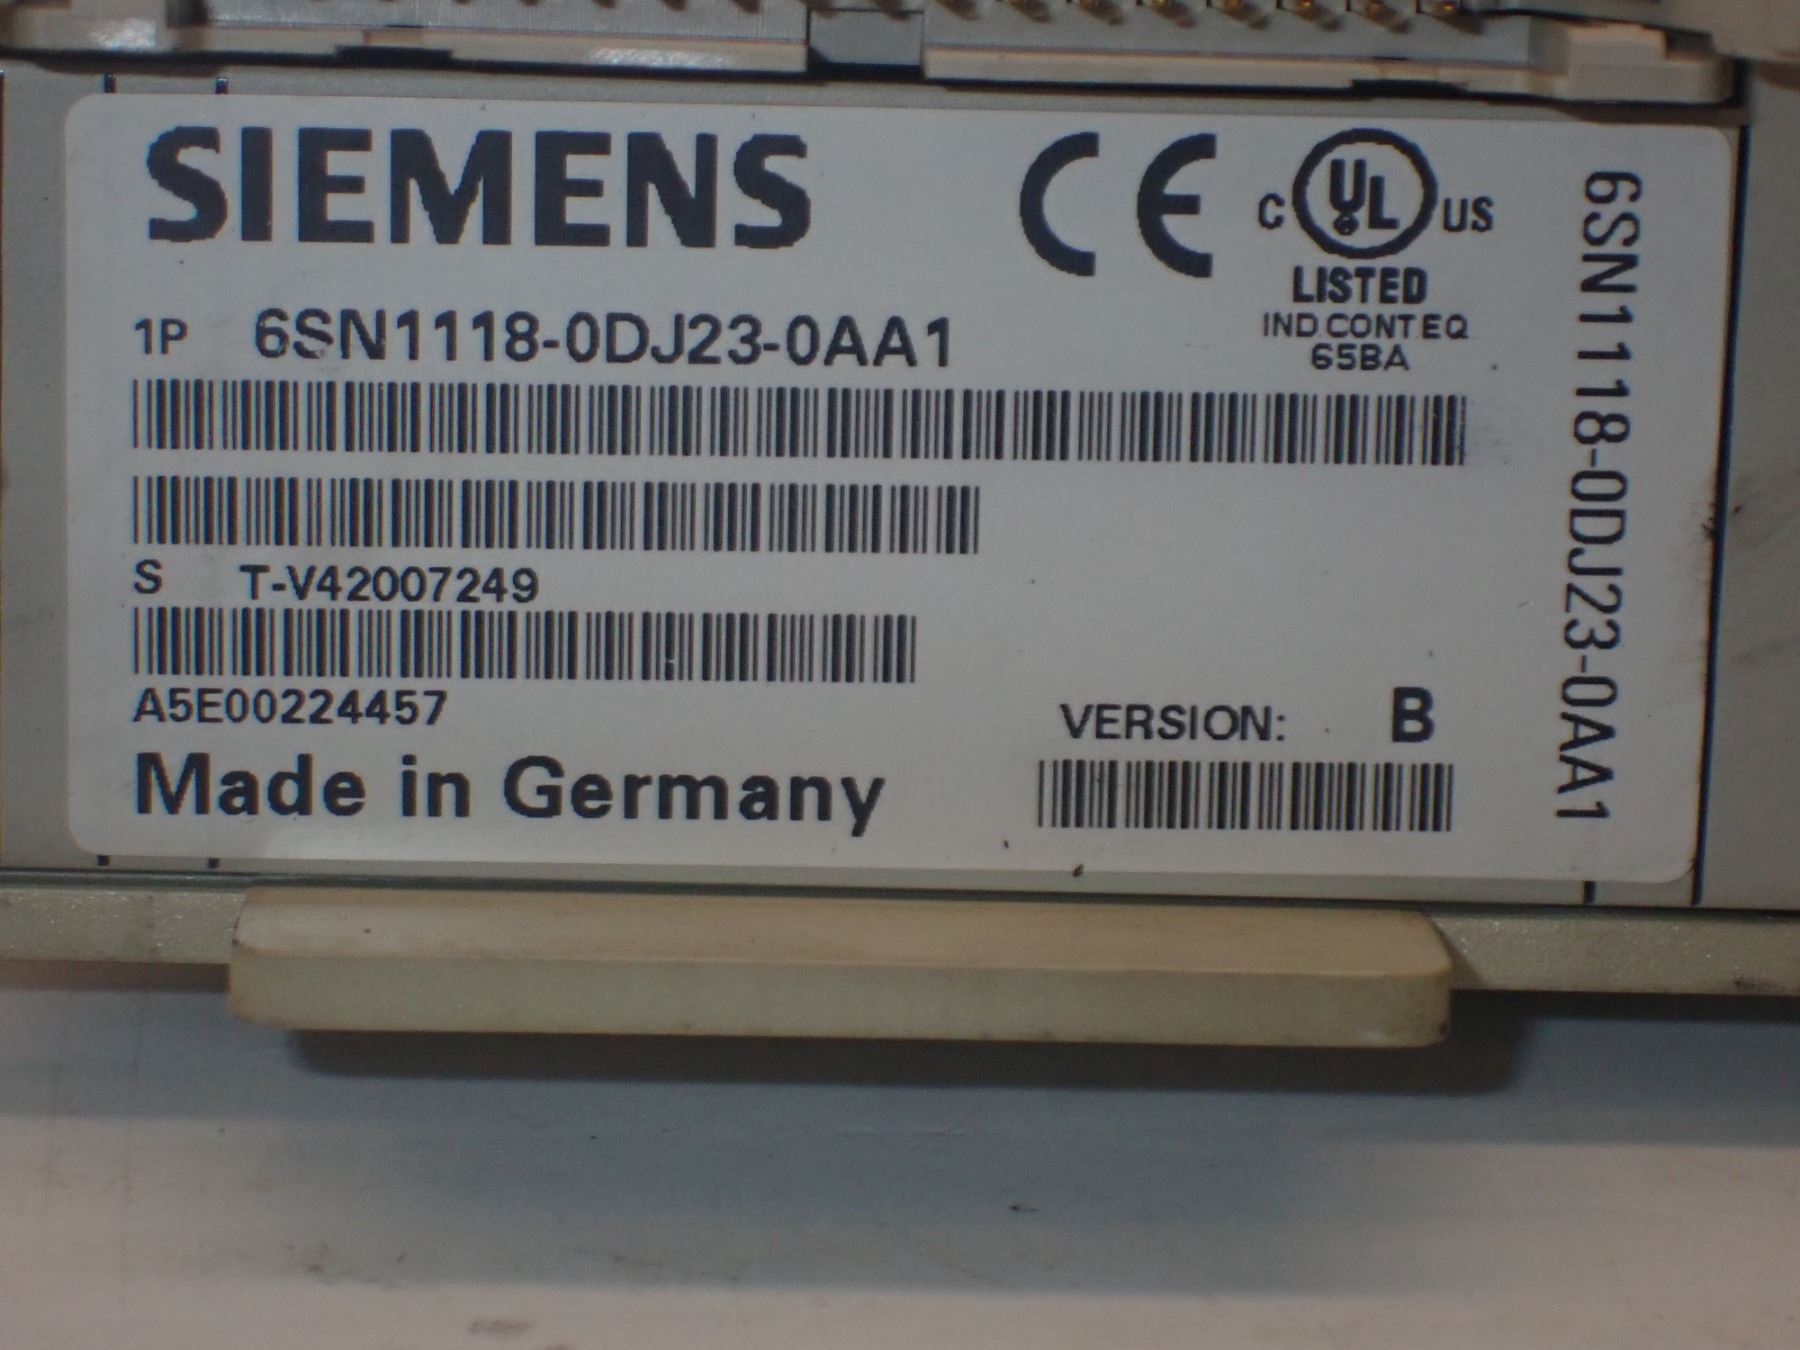 SIEMENS
CE
C UL US
LISTED
IND.CONT.EQ
65BA
1P 6SN1118-0DJ23-0AA1
S T-V42007249
A5E00224457
VERSION: B
Made in Germany
6SN1118-0DJ23-0AA1